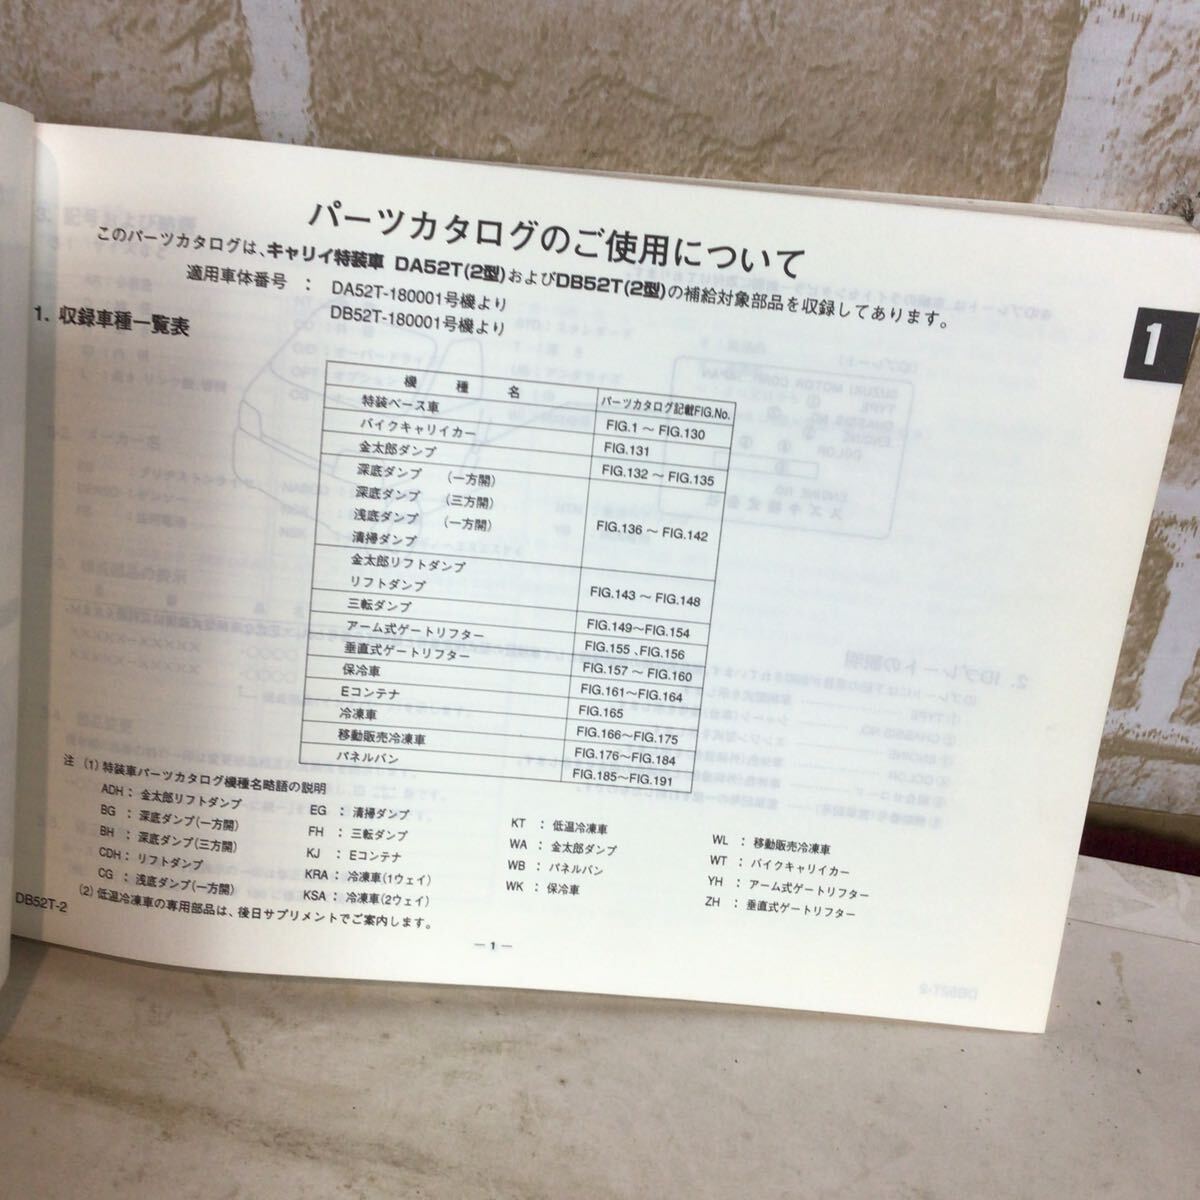 パーツカタログのご使用について
このパーツカタログは、キャリイ特装車 DA52T(2型)およびDB52T(2型)の補給対象部品を収録してあります。
適用車体番号 : DA52T-180001号機より
DB52T-180001号機より
1
1. 収録車種一覧表
機 種 名 パーツカタログ記載FIG.No.
特装ベース車 FIG.1 ～ FIG.130
バイクキャリイカー FIG.131
金太郎ダンプ FIG.132 ～ FIG.135
深底ダンプ (一方開)
深底ダンプ (三方開)
浅底ダンプ (一方開) FIG.136 ～ FIG.142
清掃ダンプ
金太郎リフトダンプ
リフトダンプ FIG.143 ～ FIG.148
三転ダンプ FIG.149～FIG.154
アーム式ゲートリフター FIG.155 、FIG.156
垂直式ゲートリフター FIG.157 ～ FIG.160
保冷車 FIG.161～FIG.164
Eコンテナ FIG.165
冷凍車 FIG.166～FIG.175
移動販売冷凍車 FIG.176～FIG.184
パネルバン FIG.185～FIG.191
注 (1) 特装車パーツカタログ機種名略語の説明
ADH : 金太郎リフトダンプ
BG : 深底ダンプ(一方開)
BH : 深底ダンプ(三方開)
CDH : リフトダンプ
CG : 浅底ダンプ(一方開)
EG : 清掃ダンプ
FH : 三転ダンプ
KJ : Eコンテナ
KRA : 冷凍車(1ウェイ)
KSA : 冷凍車(2ウェイ)
KT : 低温冷凍車
WA : 金太郎ダンプ
WB : パネルバン
WK : 保冷車
WL : 移動販売冷凍車
WT : バイクキャリイカー
YH : アーム式ゲートリフター
ZH : 垂直式ゲートリフター
(2) 低温冷凍車の専用部品は、後日サプリメントでご案内します。
DB52T-2
— 1 —